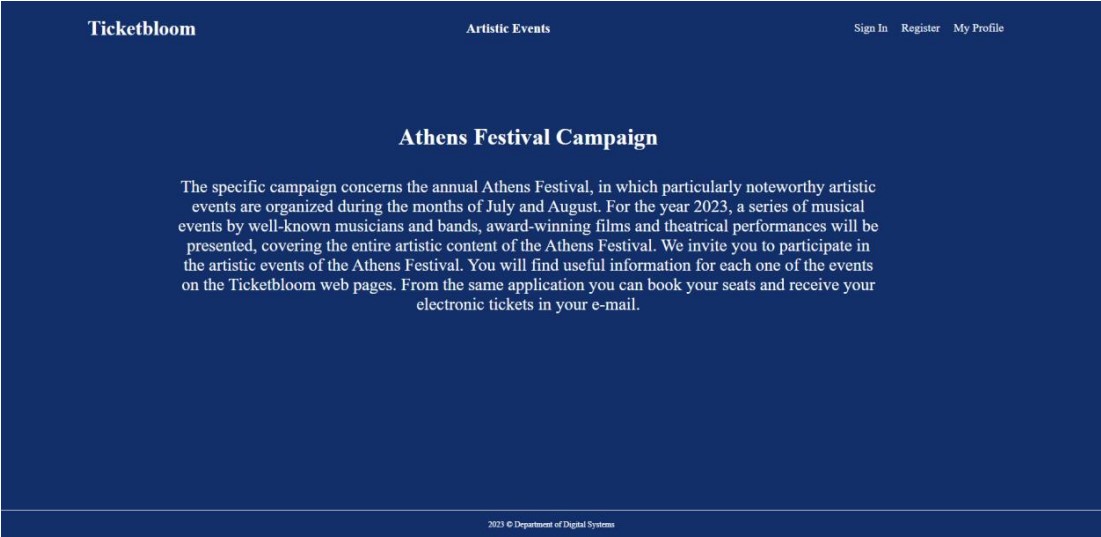 Ticketbloom
Artistic Events
Sign In Register My Profile
Athens Festival Campaign
The specific campaign concerns the annual Athens Festival, in which particularly noteworthy artistic
events are organized during the months of July and August. For the year 2023, a series of musical
events by well-known musicians and bands, award-winning films and theatrical performances will be
presented, covering the entire artistic content of the Athens Festival. We invite you to participate in
the artistic events of the Athens Festival. You will find useful information for each one of the events
on the Ticketbloom web pages. From the same application you can book your seats and receive your
electronic tickets in your e-mail.
2023 © Department of Digital Systems